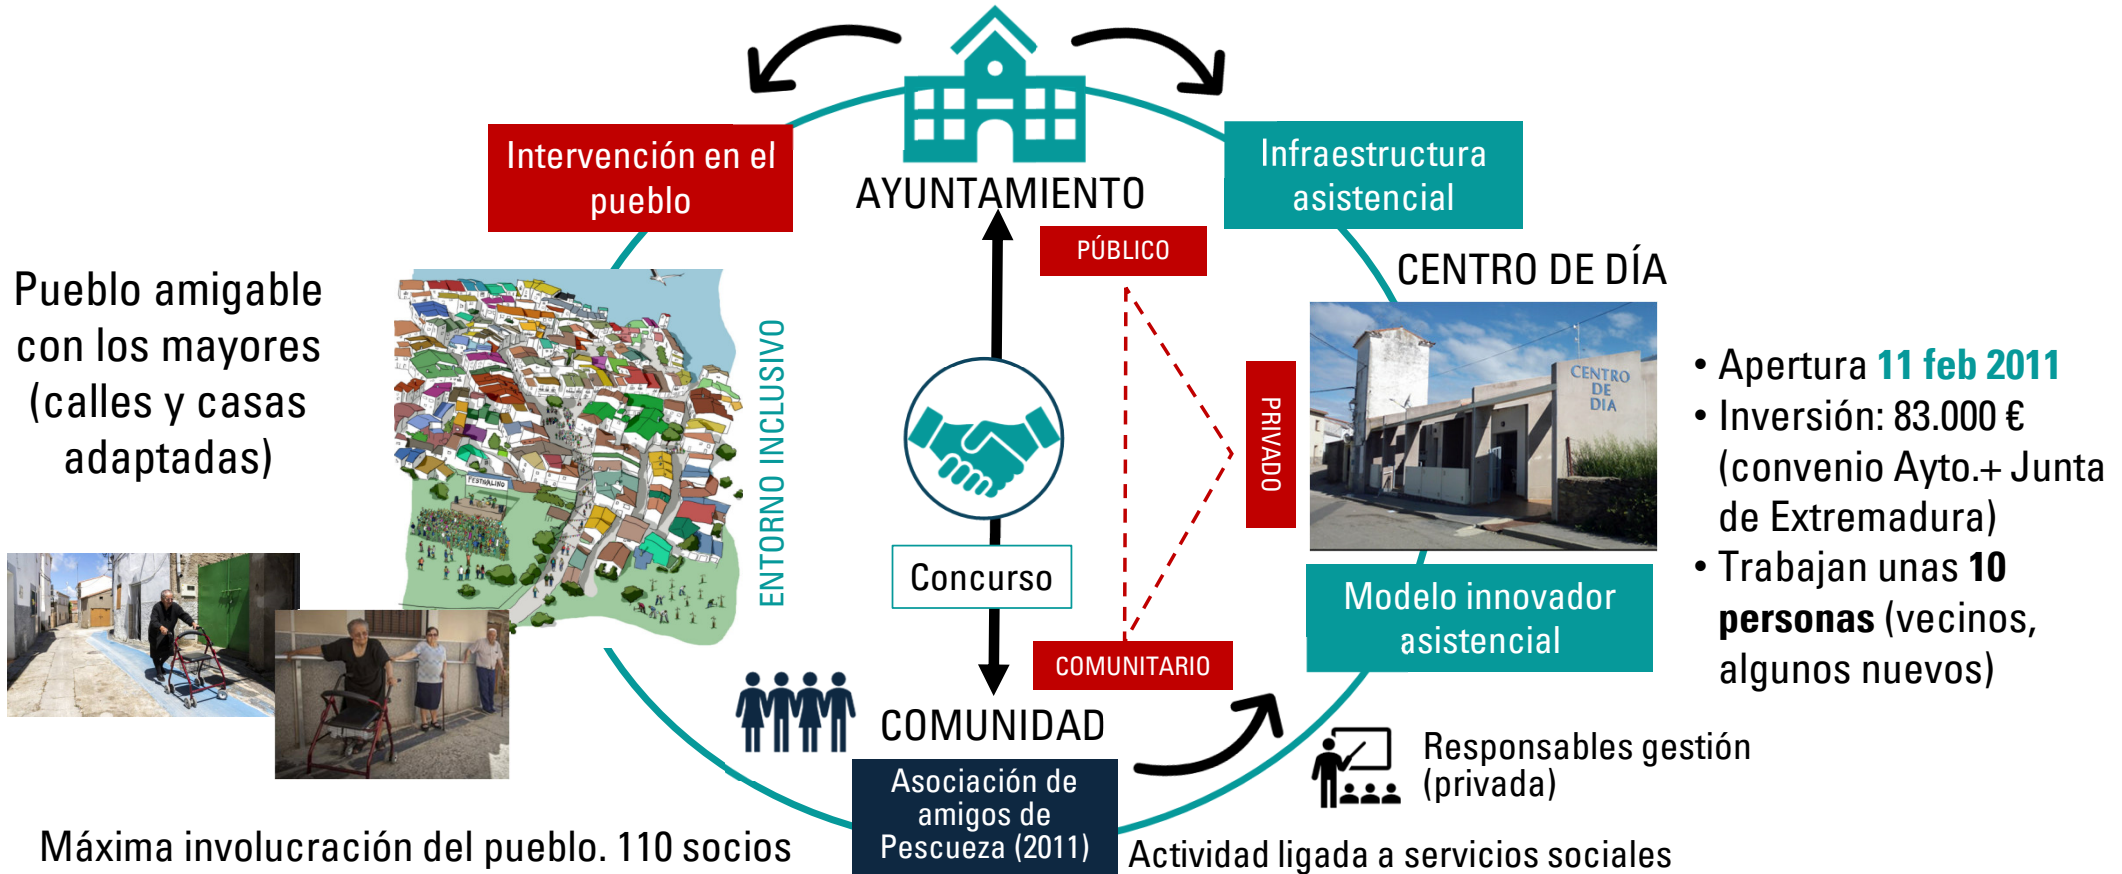 Intervención en el
pueblo
AYUNTAMIENTO
Infraestructura
asistencial
PÚBLICO
CENTRO DE DÍA
Pueblo amigable
con los mayores
(calles y casas
adaptadas)
FESTIVALINO
ENTORNO INCLUSIVO
PRIVADO
CENTRO
DE
DIA
• Apertura 11 feb 2011
• Inversión: 83.000 €
(convenio Ayto.+ Junta
de Extremadura)
• Trabajan unas 10
personas (vecinos,
algunos nuevos)
Concurso
Modelo innovador
asistencial
COMUNITARIO
COMUNIDAD
Asociación de
amigos de
Pescueza (2011)
Responsables gestión
(privada)
Máxima involucración del pueblo. 110 socios
Actividad ligada a servicios sociales